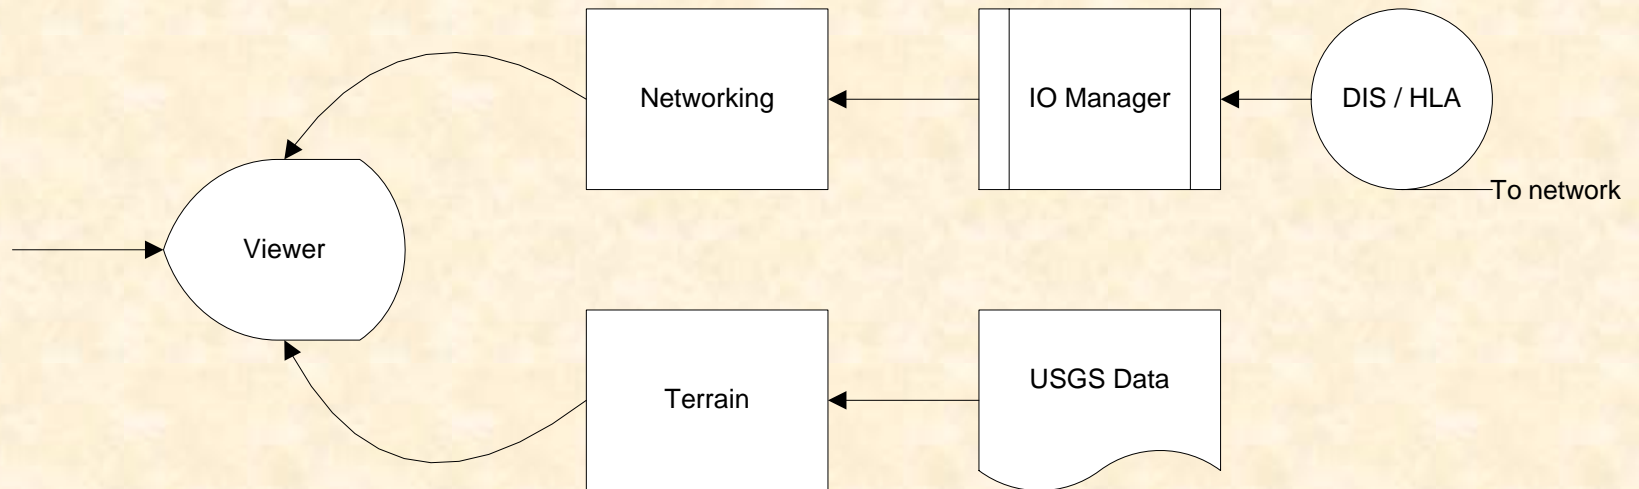 Networking
IO Manager
DIS / HLA
To network
Viewer
Terrain
USGS Data